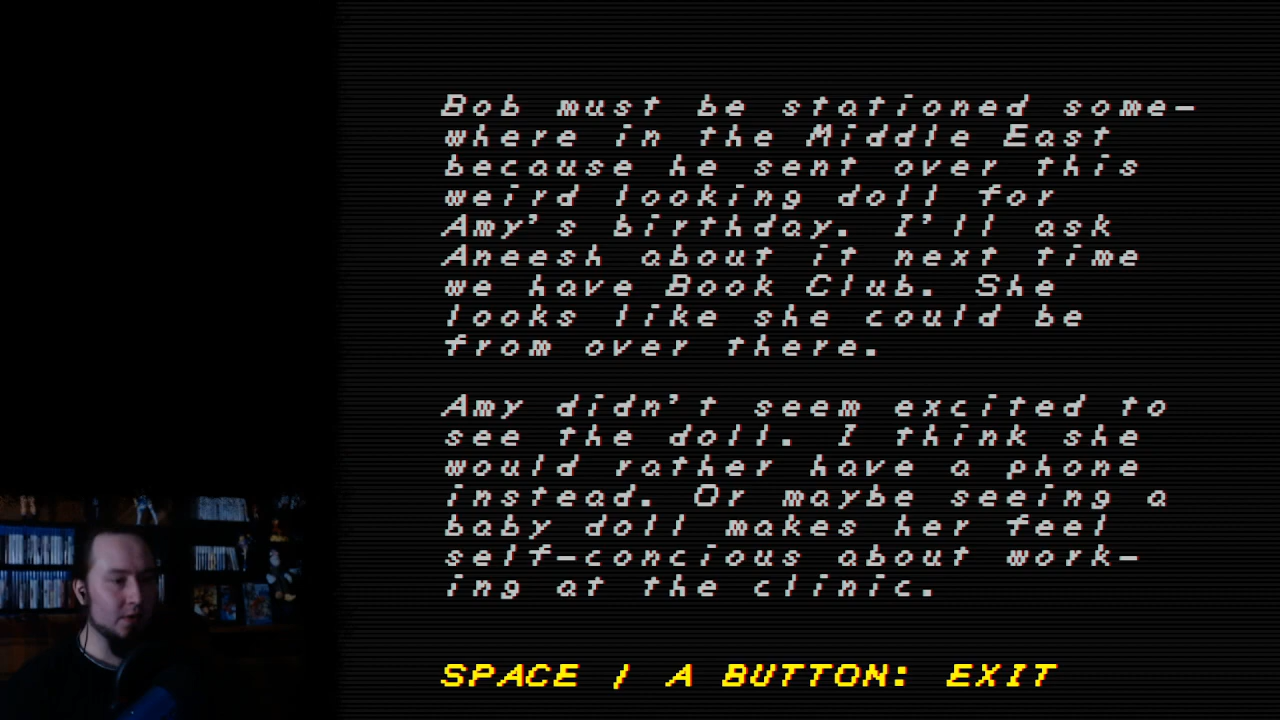 Bob must be stationed some-
where in the Middle East
because he sent over this
weird looking doll for
Amy's birthday. I'll ask
Aneesh about it next time
we have Book Club. She
looks like she could be
from over there.
Amy didn't seem excited to
see the doll. I think she
would rather have a phone
instead. Or maybe seeing a
baby doll makes her feel
self-concious about work-
ing at the clinic.
SPACE / A BUTTON: EXIT